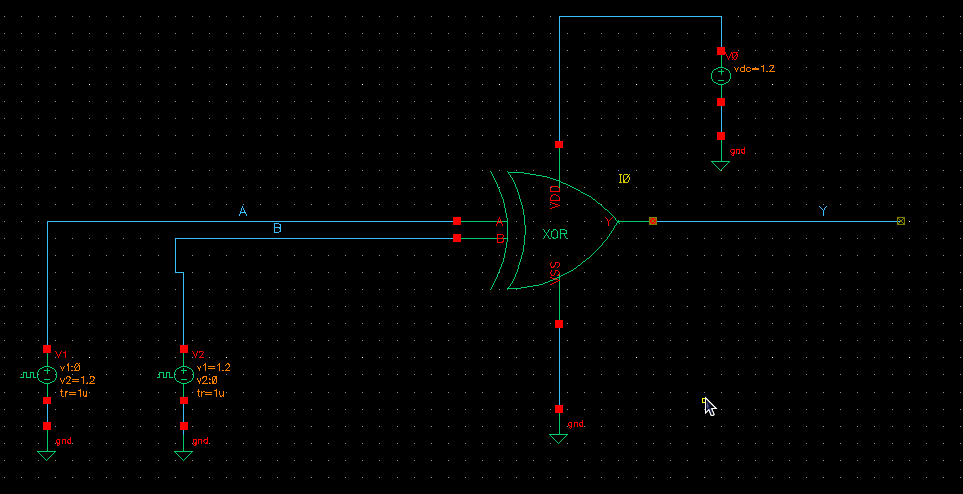 V0
vdc=1.2
gnd
I0
VDD
A
Y
A
Y
B
B
XOR
VSS
V1
v1:0
v2=1.2
tr=1u
V2
v1=1.2
v2:0
tr=1u
gnd
gnd
gnd